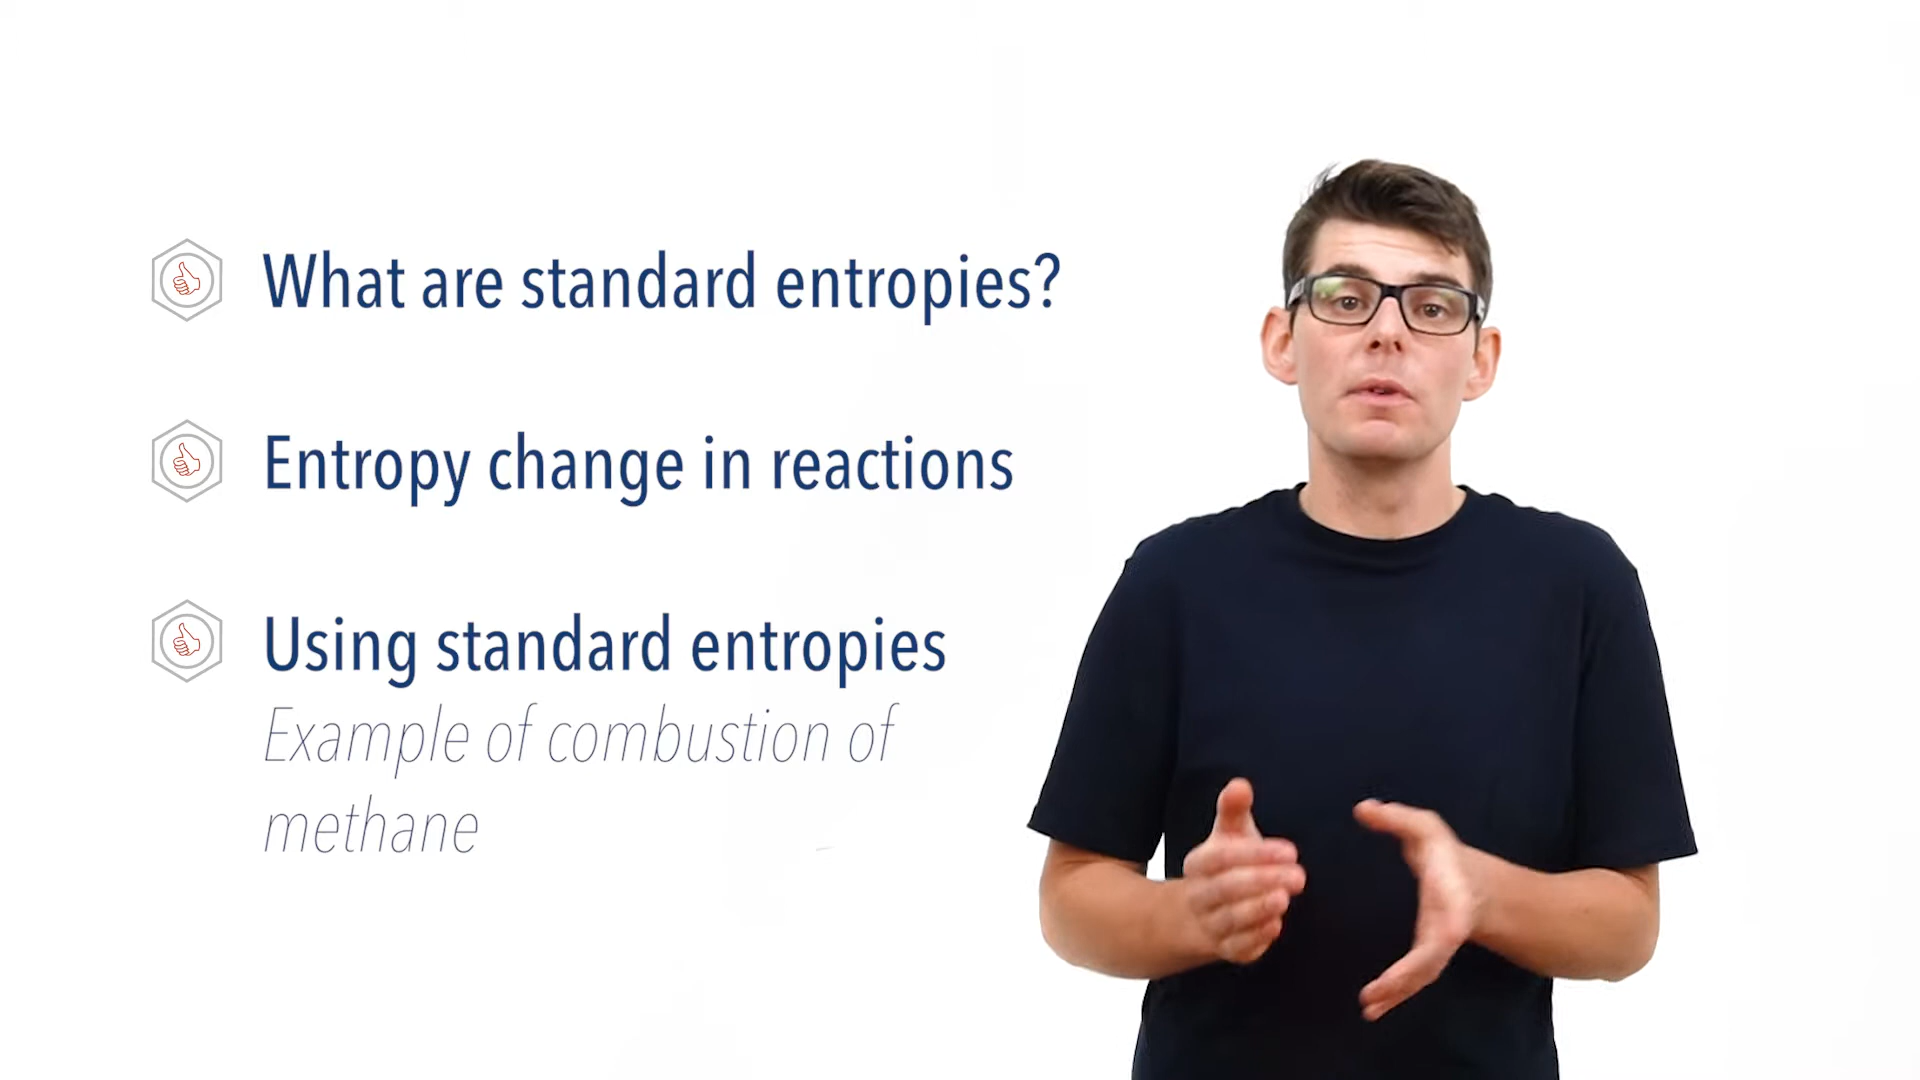 What are standard entropies?
Entropy change in reactions
Using standard entropies
Example of combustion of
methane